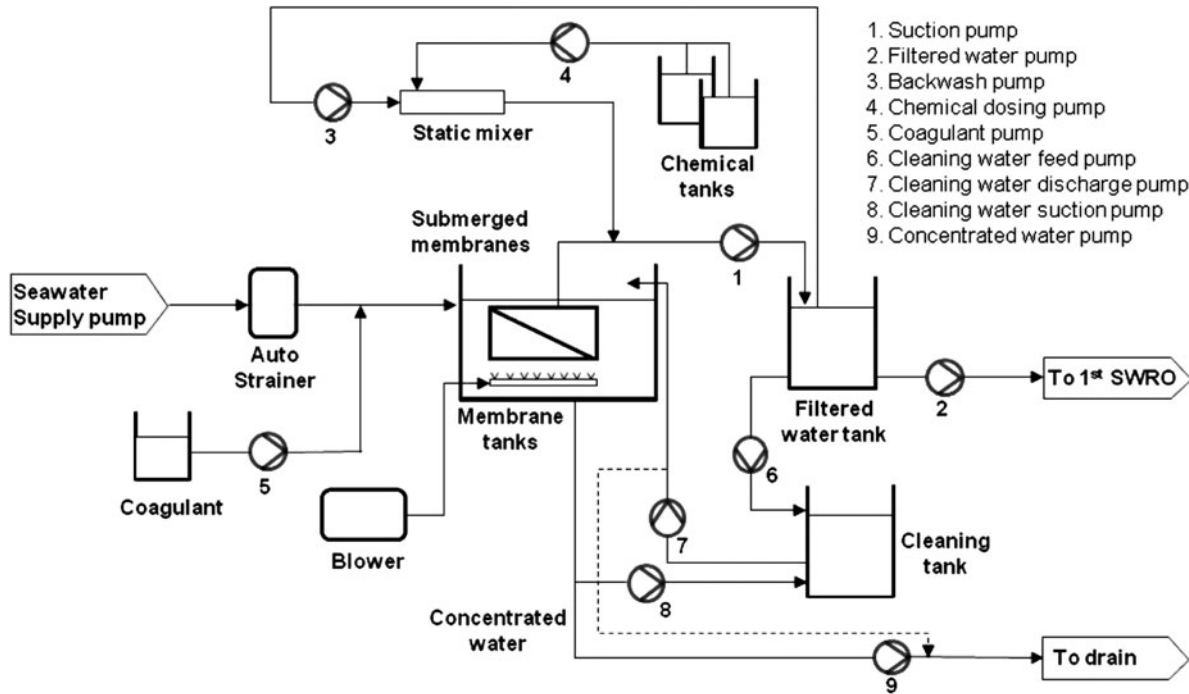 1. Suction pump
2. Filtered water pump
3. Backwash pump
4. Chemical dosing pump
5. Coagulant pump
6. Cleaning water feed pump
7. Cleaning water discharge pump
8. Cleaning water suction pump
9. Concentrated water pump
4
3
Static mixer
Chemical
tanks
Submerged
membranes
1
Seawater
Supply pump
Auto
Strainer
Membrane
tanks
Filtered
water tank
2
To 1st SWRO
Coagulant
5
Blower
6
7
Cleaning
tank
8
Concentrated
water
9
To drain